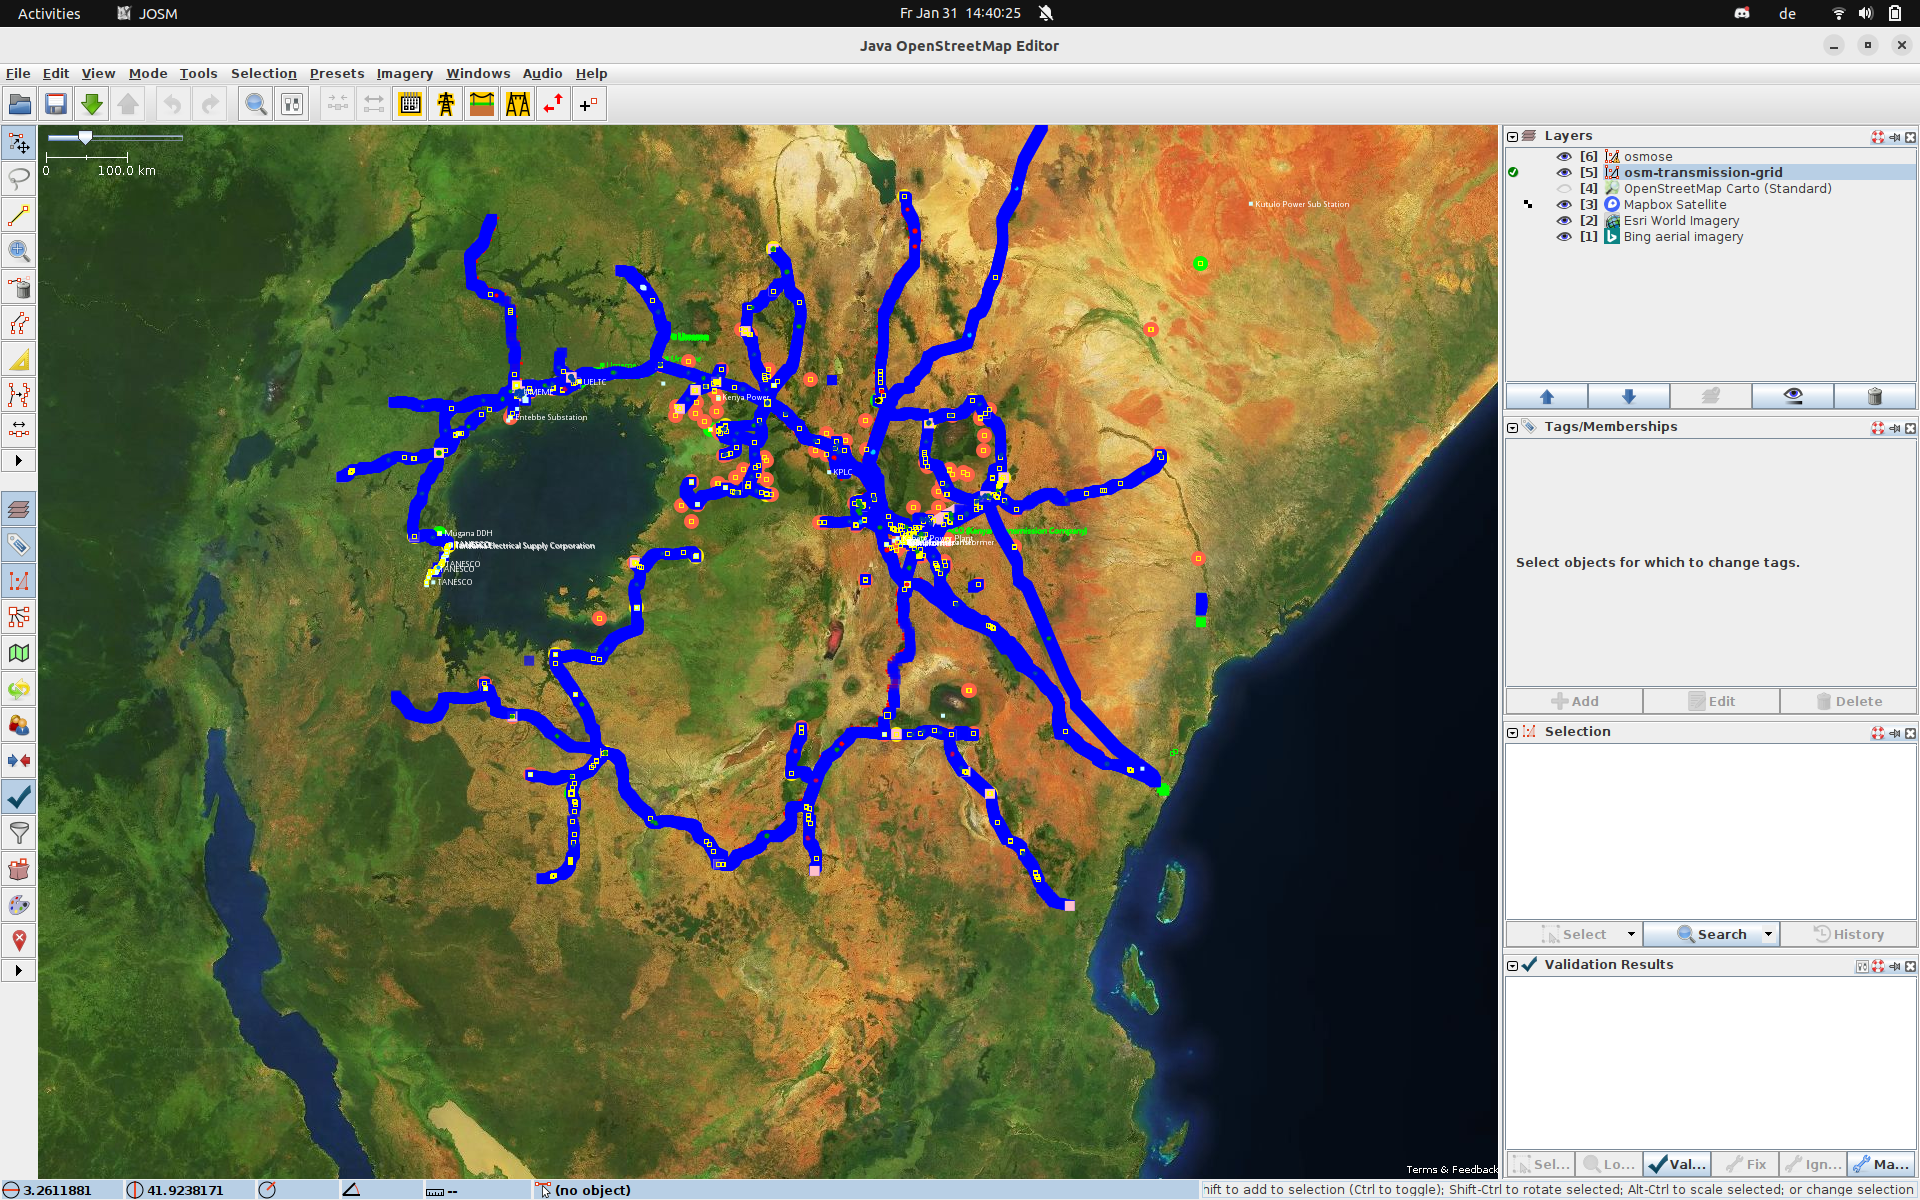 Activities JOSM Fr Jan 31 14:40:25 de
Java OpenStreetMap Editor
File Edit View Mode Tools Selection Presets Imagery Windows Audio Help
0 100.0 km
Kutulo Power Sub Station
UELTC
UMEME
Kenya Power
Entebbe Substation
KPLC
Mugana DDH
Electrical Supply Corporation
TANESCO
TANESCO
TANESCO
Power Plant
Terms & Feedback
Layers
[6] osmose
[5] osm-transmission-grid
[4] OpenStreetMap Carto (Standard)
[3] Mapbox Satellite
[2] Esri World Imagery
[1] Bing aerial imagery
Tags/Memberships
Select objects for which to change tags.
Add Edit Delete
Selection
Select Search History
Validation Results
Sel... Lo... Val... Fix Ign... Ma...
3.2611881 41.9238171 -- (no object) hift to add to selection (Ctrl to toggle); Shift-Ctrl to rotate selected; Alt-Ctrl to scale selected; or change selection